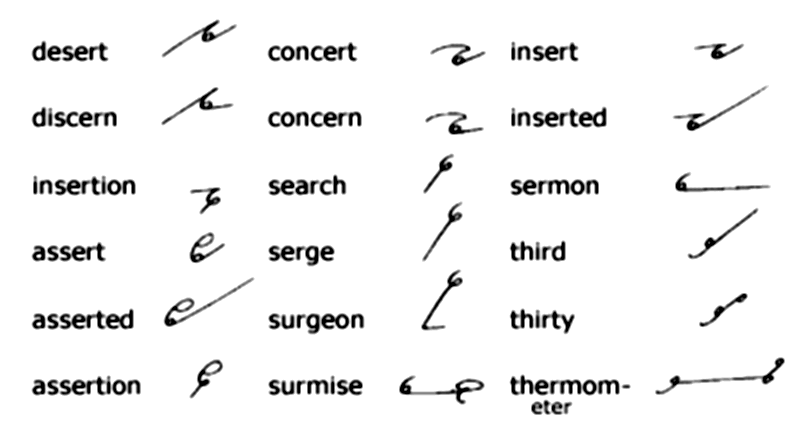 desert concert insert
discern concern inserted
insertion search sermon
assert serge third
asserted surgeon thirty
assertion surmise thermom-
eter